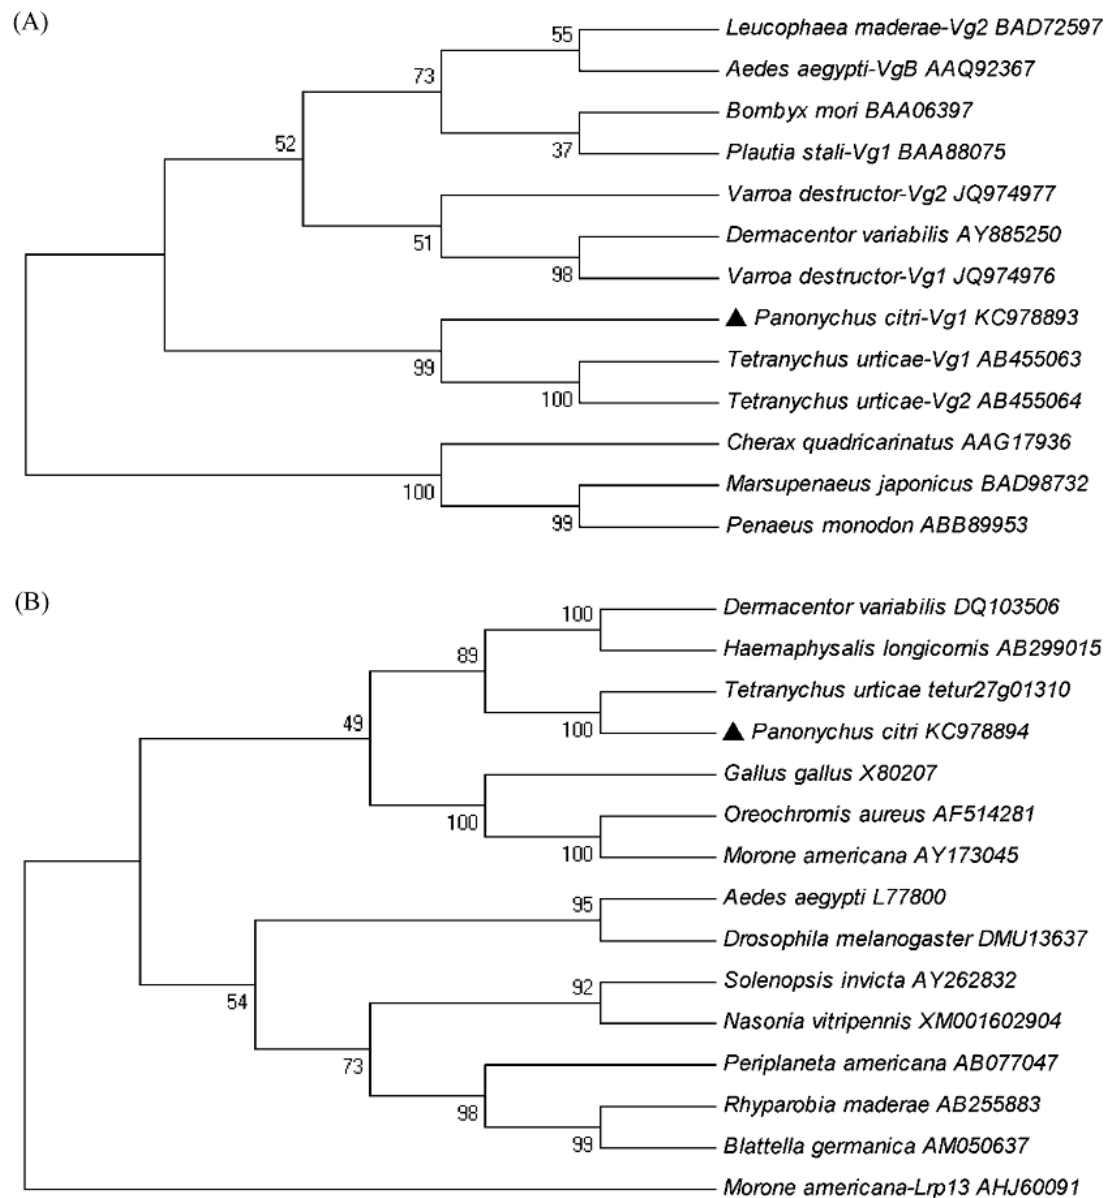 (A)
Leucophaea maderae-Vg2 BAD72597
55
Aedes aegypti-VgB AAQ92367
73
Bombyx mori BAA06397
37
Plautia stali-Vg1 BAA88075
52
Varroa destructor-Vg2 JQ974977
51
Dermacentor variabilis AY885250
98
Varroa destructor-Vg1 JQ974976
▲ Panonychus citri-Vg1 KC978893
99
Tetranychus urticae-Vg1 AB455063
100
Tetranychus urticae-Vg2 AB455064
Cherax quadricarinatus AAG17936
100
Marsupenaeus japonicus BAD98732
99
Penaeus monodon ABB89953
(B)
Dermacentor variabilis DQ103506
100
Haemaphysalis longicornis AB299015
89
Tetranychus urticae tetur27g01310
100
▲ Panonychus citri KC978894
49
Gallus gallus X80207
100
Oreochromis aureus AF514281
100
Morone americana AY173045
Aedes aegypti L77800
95
Drosophila melanogaster DMU13637
54
Solenopsis invicta AY262832
92
Nasonia vitripennis XM001602904
73
Periplaneta americana AB077047
98
Rhyparobia maderae AB255883
99
Blattella germanica AM050637
Morone americana-Lrp13 AHJ60091